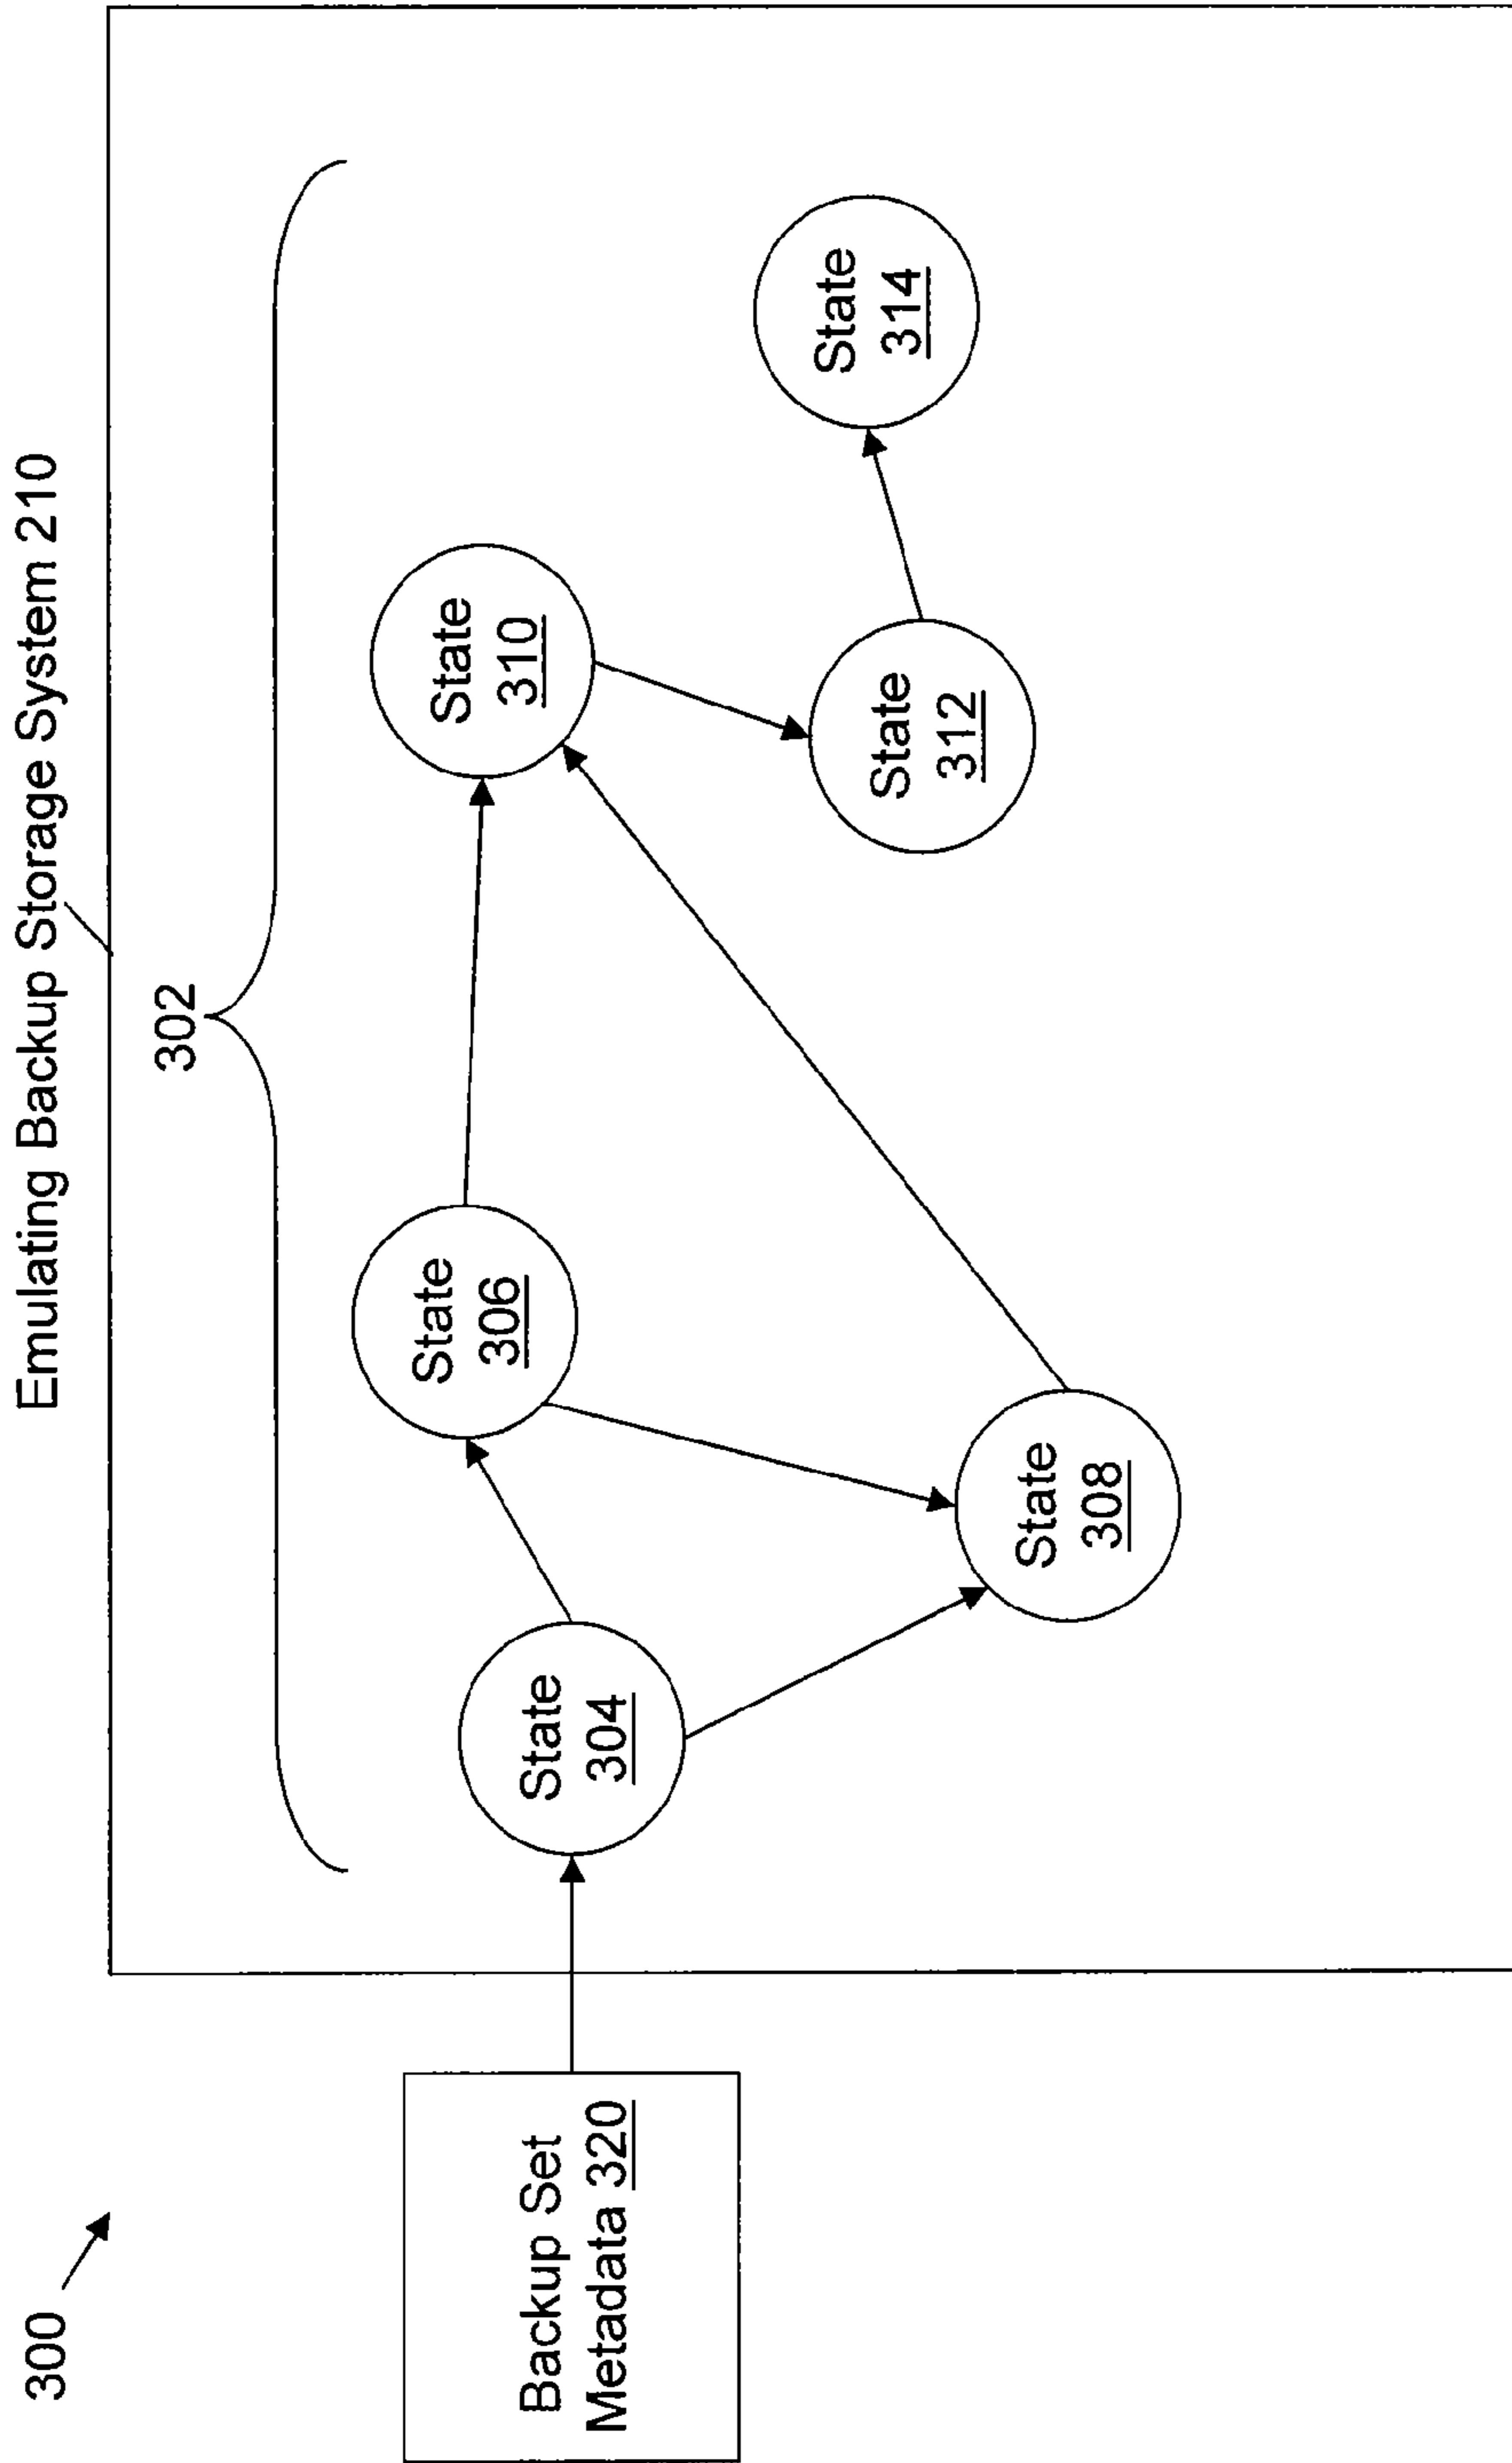 300
Emulating Backup Storage System 210
302
Backup Set
Metadata 320
State
304
State
306
State
308
State
310
State
312
State
314